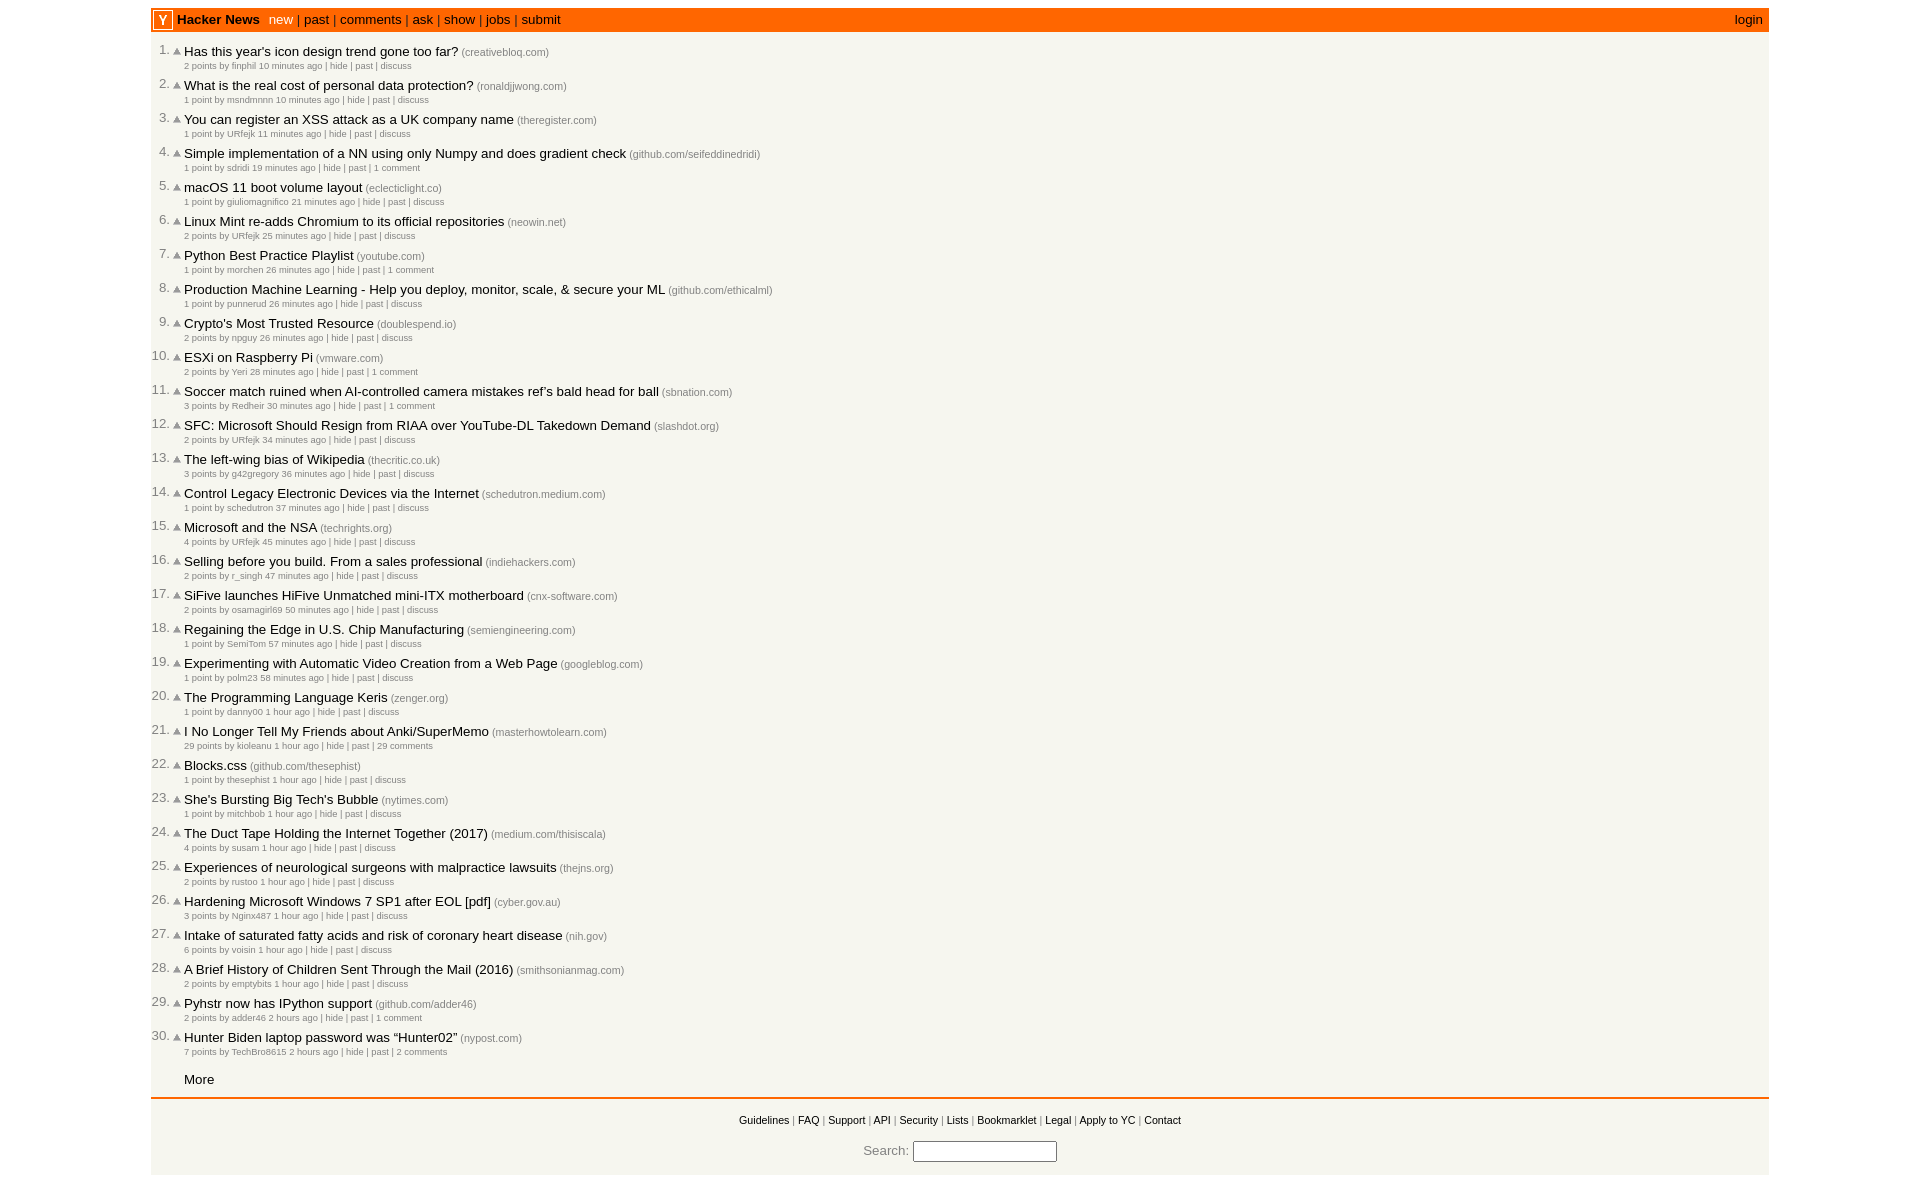 Y Hacker News new | past | comments | ask | show | jobs | submit login
1. Has this year's icon design trend gone too far? (creativebloq.com)
2 points by finphil 10 minutes ago | hide | past | discuss
2. What is the real cost of personal data protection? (ronaldjjwong.com)
1 point by msndmnnn 10 minutes ago | hide | past | discuss
3. You can register an XSS attack as a UK company name (theregister.com)
1 point by URfejk 11 minutes ago | hide | past | discuss
4. Simple implementation of a NN using only Numpy and does gradient check (github.com/seifeddinedridi)
1 point by sdridi 19 minutes ago | hide | past | 1 comment
5. macOS 11 boot volume layout (eclecticlight.co)
1 point by giuliomagnifico 21 minutes ago | hide | past | discuss
6. Linux Mint re-adds Chromium to its official repositories (neowin.net)
2 points by URfejk 25 minutes ago | hide | past | discuss
7. Python Best Practice Playlist (youtube.com)
1 point by morchen 26 minutes ago | hide | past | 1 comment
8. Production Machine Learning - Help you deploy, monitor, scale, & secure your ML (github.com/ethicalml)
1 point by punnerud 26 minutes ago | hide | past | discuss
9. Crypto's Most Trusted Resource (doublespend.io)
2 points by npguy 26 minutes ago | hide | past | discuss
10. ESXi on Raspberry Pi (vmware.com)
2 points by Yeri 28 minutes ago | hide | past | 1 comment
11. Soccer match ruined when AI-controlled camera mistakes ref’s bald head for ball (sbnation.com)
3 points by Redheir 30 minutes ago | hide | past | 1 comment
12. SFC: Microsoft Should Resign from RIAA over YouTube-DL Takedown Demand (slashdot.org)
2 points by URfejk 34 minutes ago | hide | past | discuss
13. The left-wing bias of Wikipedia (thecritic.co.uk)
3 points by g42gregory 36 minutes ago | hide | past | discuss
14. Control Legacy Electronic Devices via the Internet (schedutron.medium.com)
1 point by schedutron 37 minutes ago | hide | past | discuss
15. Microsoft and the NSA (techrights.org)
4 points by URfejk 45 minutes ago | hide | past | discuss
16. Selling before you build. From a sales professional (indiehackers.com)
2 points by r_singh 47 minutes ago | hide | past | discuss
17. SiFive launches HiFive Unmatched mini-ITX motherboard (cnx-software.com)
2 points by osamagirl69 50 minutes ago | hide | past | discuss
18. Regaining the Edge in U.S. Chip Manufacturing (semiengineering.com)
1 point by SemiTom 57 minutes ago | hide | past | discuss
19. Experimenting with Automatic Video Creation from a Web Page (googleblog.com)
1 point by polm23 58 minutes ago | hide | past | discuss
20. The Programming Language Keris (zenger.org)
1 point by danny00 1 hour ago | hide | past | discuss
21. I No Longer Tell My Friends about Anki/SuperMemo (masterhowtolearn.com)
29 points by kioleanu 1 hour ago | hide | past | 29 comments
22. Blocks.css (github.com/thesephist)
1 point by thesephist 1 hour ago | hide | past | discuss
23. She's Bursting Big Tech's Bubble (nytimes.com)
1 point by mitchbob 1 hour ago | hide | past | discuss
24. The Duct Tape Holding the Internet Together (2017) (medium.com/thisiscala)
4 points by susam 1 hour ago | hide | past | discuss
25. Experiences of neurological surgeons with malpractice lawsuits (thejns.org)
2 points by rustoo 1 hour ago | hide | past | discuss
26. Hardening Microsoft Windows 7 SP1 after EOL [pdf] (cyber.gov.au)
3 points by Nginx487 1 hour ago | hide | past | discuss
27. Intake of saturated fatty acids and risk of coronary heart disease (nih.gov)
6 points by voisin 1 hour ago | hide | past | discuss
28. A Brief History of Children Sent Through the Mail (2016) (smithsonianmag.com)
2 points by emptybits 1 hour ago | hide | past | discuss
29. Pyhstr now has IPython support (github.com/adder46)
2 points by adder46 2 hours ago | hide | past | 1 comment
30. Hunter Biden laptop password was “Hunter02” (nypost.com)
7 points by TechBro8615 2 hours ago | hide | past | 2 comments
More
Guidelines | FAQ | Support | API | Security | Lists | Bookmarklet | Legal | Apply to YC | Contact
Search: